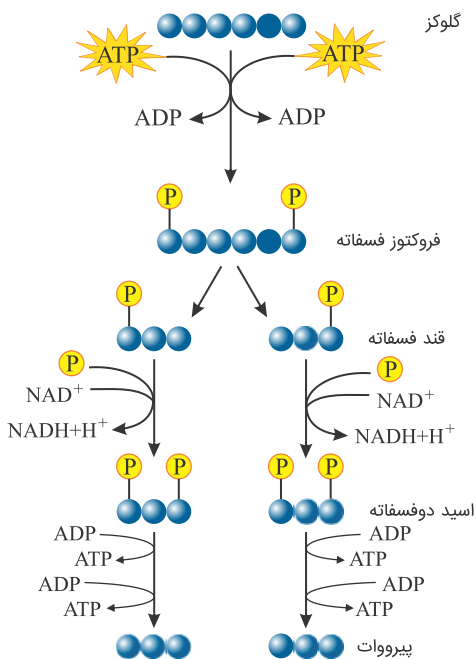 گلوکز
ATP ATP
ADP ADP
P P
فروکتوز فسفاته
P P
قند فسفاته
P P
NAD+ NAD+
NADH+H+ NADH+H+
P P P P
اسید دوفسفاته
ADP ADP
ATP ATP
ADP ADP
ATP ATP
پیرووات